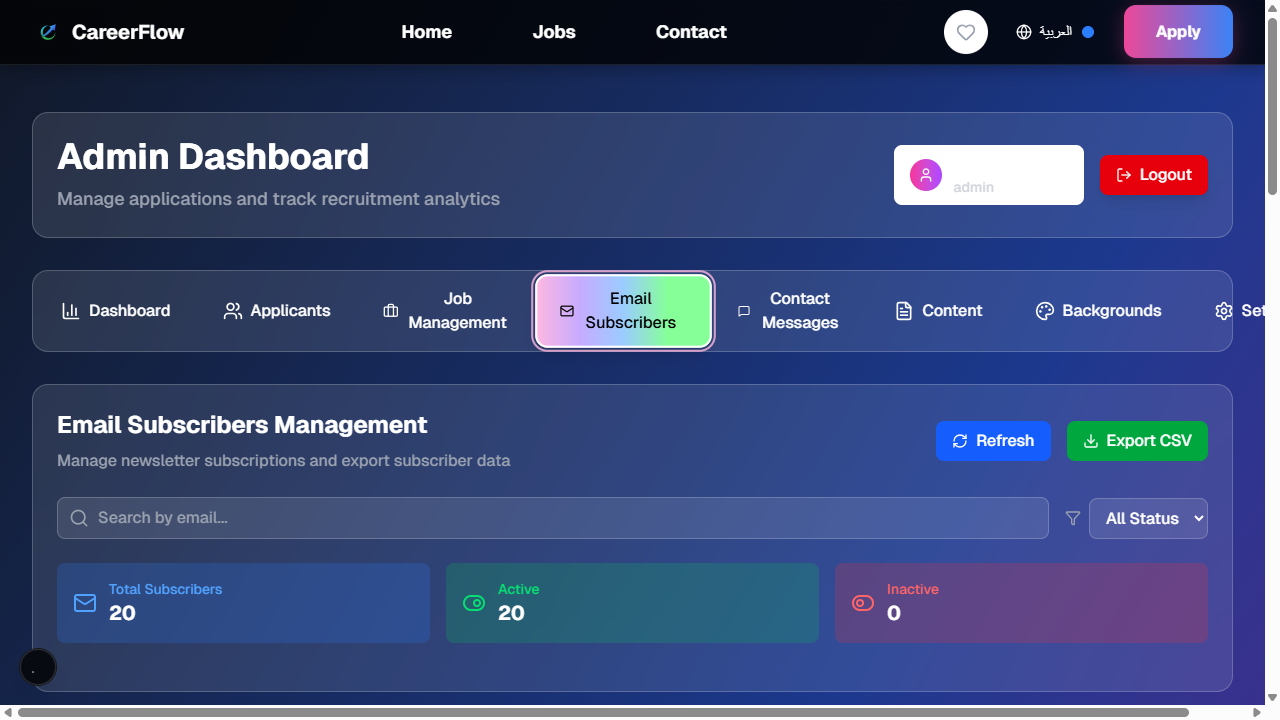 CareerFlow
Home
Jobs
Contact
العربية
Apply
Admin Dashboard
Manage applications and track recruitment analytics
admin
Logout
Dashboard
Applicants
Job
Management
Email
Subscribers
Contact
Messages
Content
Backgrounds
Set
Email Subscribers Management
Manage newsletter subscriptions and export subscriber data
Refresh
Export CSV
Search by email...
All Status
Total Subscribers
20
Active
20
Inactive
0